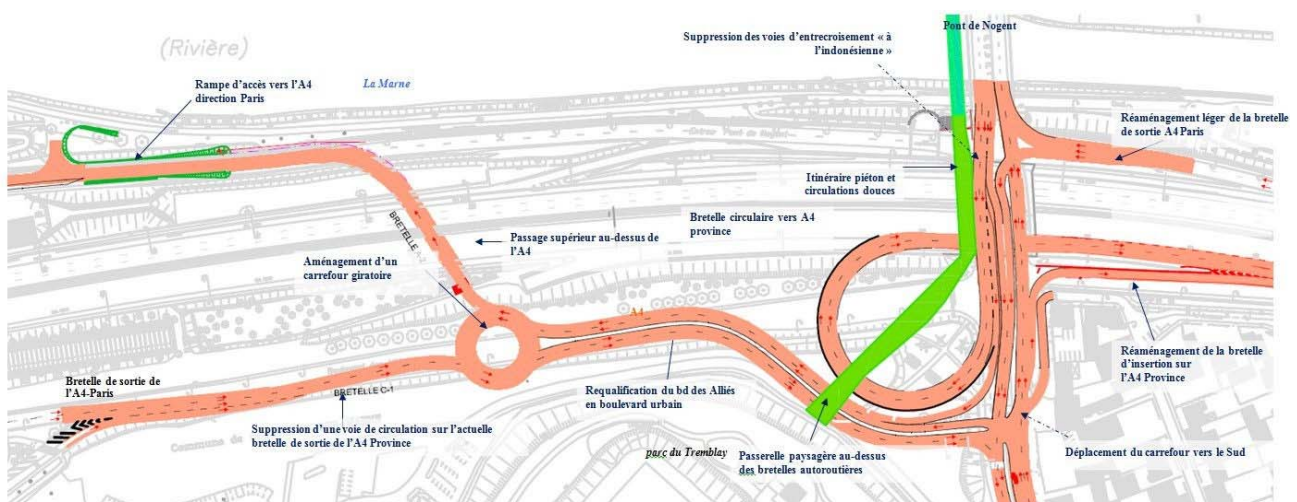 (Rivière)
La Marne
Rampe d'accès vers l'A4
direction Paris
Suppression des voies d'entrecroisement « à
l'indonésienne »
Pont de Nogent
Réaménagement léger de la bretelle
de sortie A4 Paris
Itinéraire piéton et
circulations douces
Bretelle circulaire vers A4
province
BRETELLE
Passage supérieur au-dessus de
l'A4
Aménagement d'un
carrefour giratoire
A4
Réaménagement de la bretelle
d'insertion sur
l'A4 Province
Bretelle de sortie de
l'A4-Paris
BRETELLE C-1
Requalification du bd des Alliés
en boulevard urbain
Suppression d'une voie de circulation sur l'actuelle
bretelle de sortie de l'A4 Province
Commune de
parc du Tremblay
Passerelle paysagère au-dessus
des bretelles autoroutières
Déplacement du carrefour vers le Sud